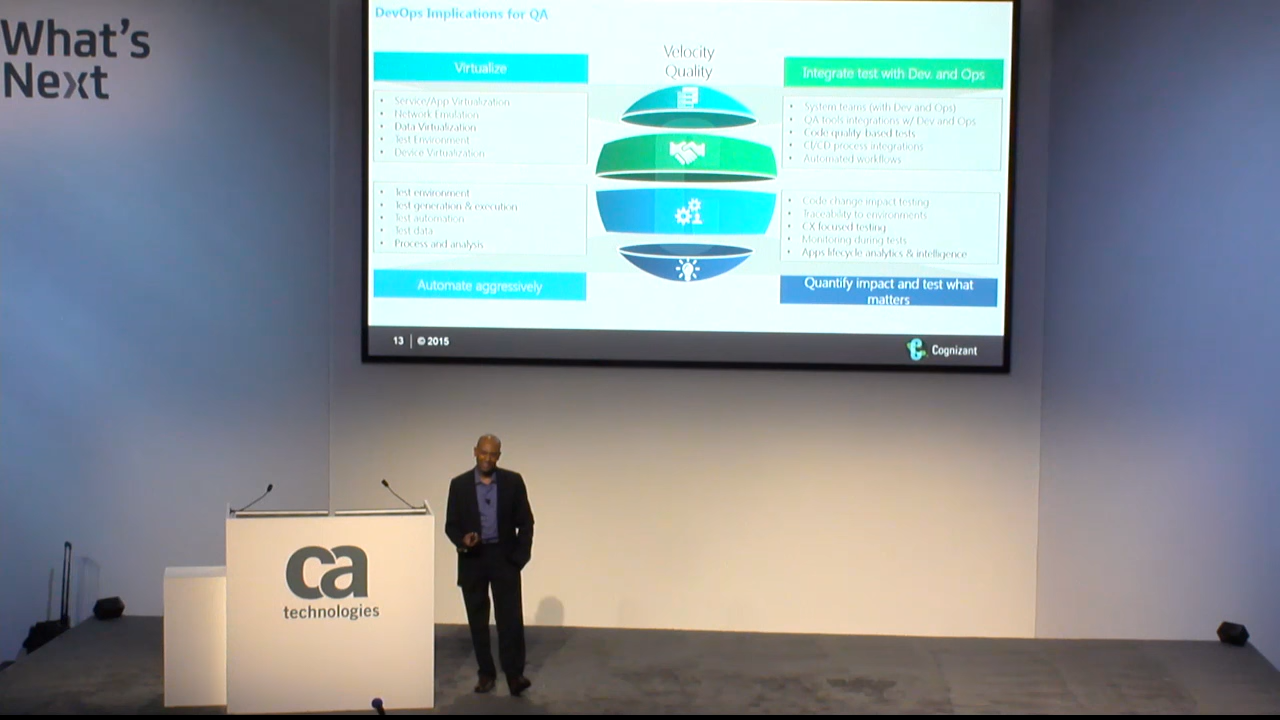 What's
Next
DevOps Implications for QA
Velocity
Quality
Virtualize
• Service/App Virtualization
• Network Emulation
• Data Virtualization
• Test Environment
• Device Virtualization
Integrate test with Dev. and Ops
• System teams (with Dev and Ops)
• QA tools integrations w/ Dev and Ops
• Code quality-based tests
• CI/CD process integrations
• Automated workflows
• Test environment
• Test generation & execution
• Test automation
• Test data
• Process and analysis
Automate aggressively
• Code change impact testing
• Traceability to environments
• CX focused testing
• Monitoring during tests
• Apps lifecycle analytics & intelligence
Quantify impact and test what
matters
13 | © 2015
Cognizant
ca
technologies